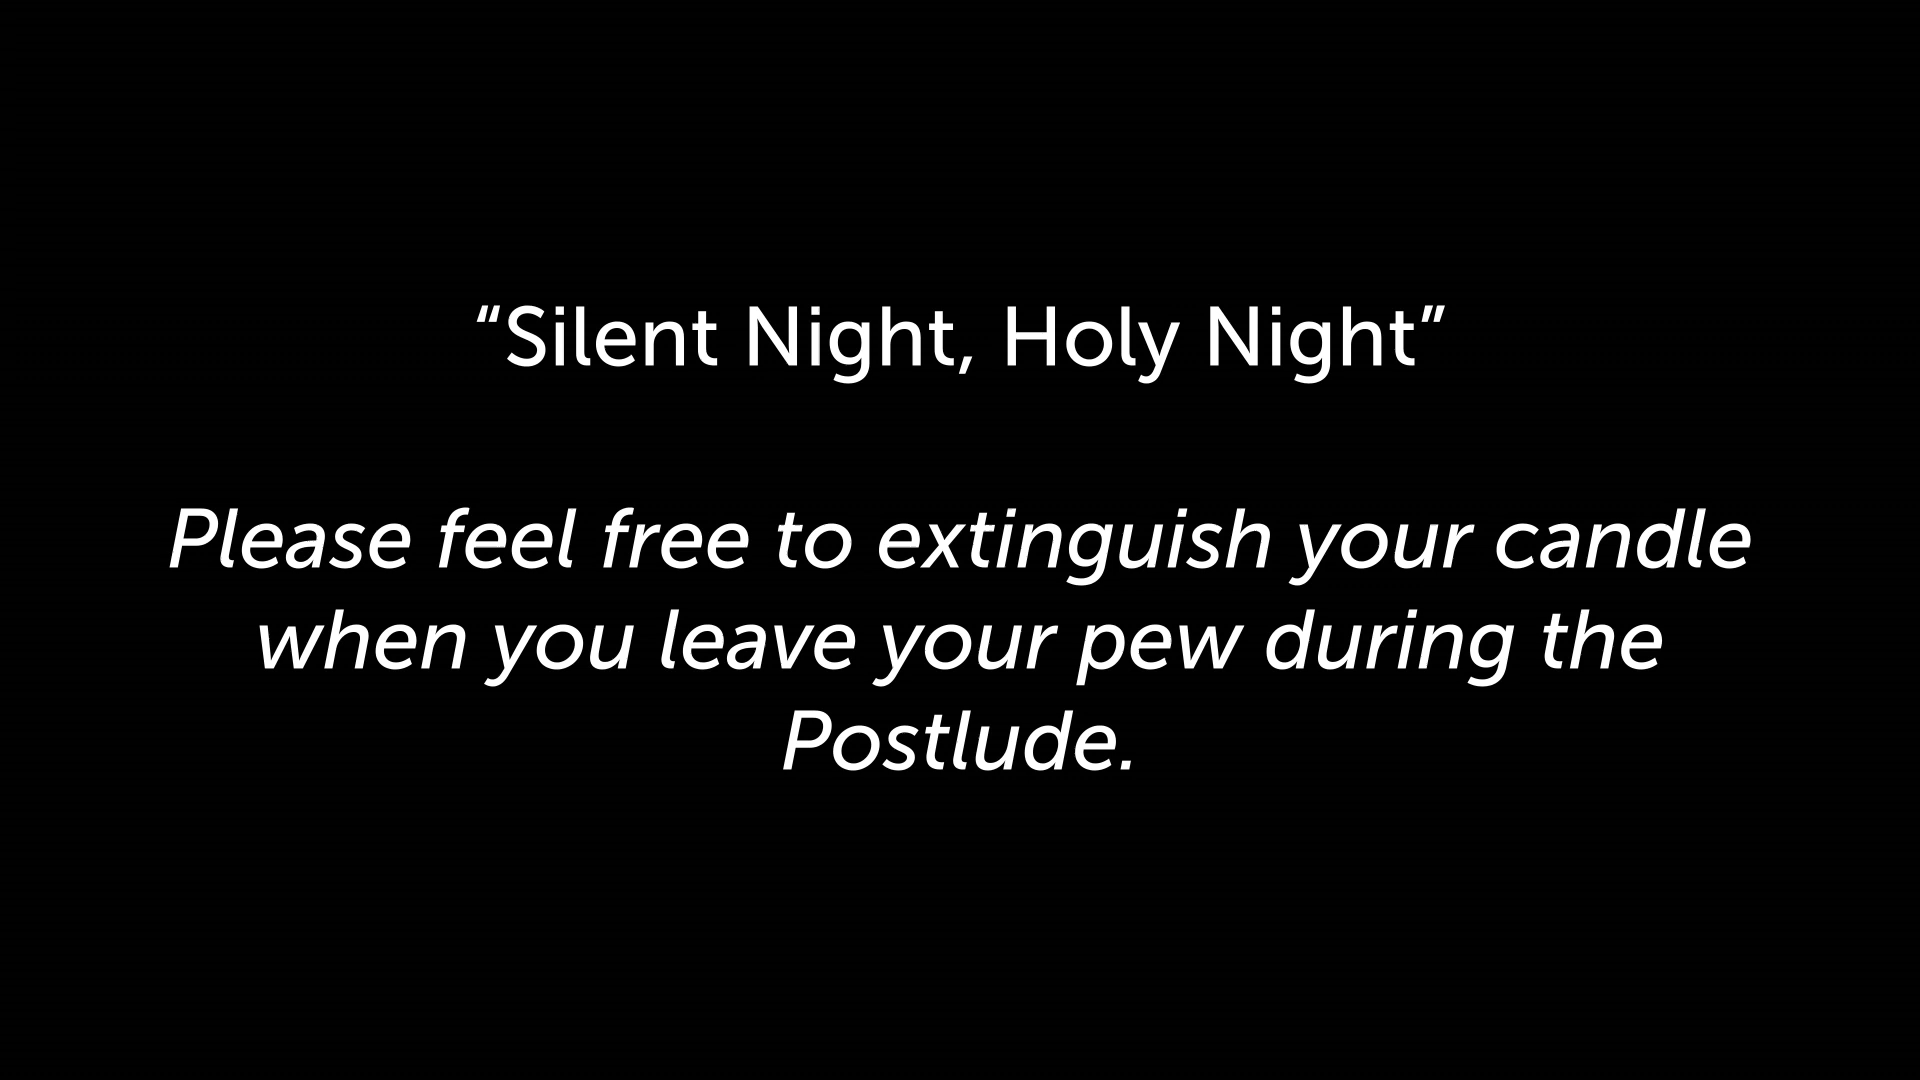 “Silent Night, Holy Night”
Please feel free to extinguish your candle
when you leave your pew during the
Postlude.